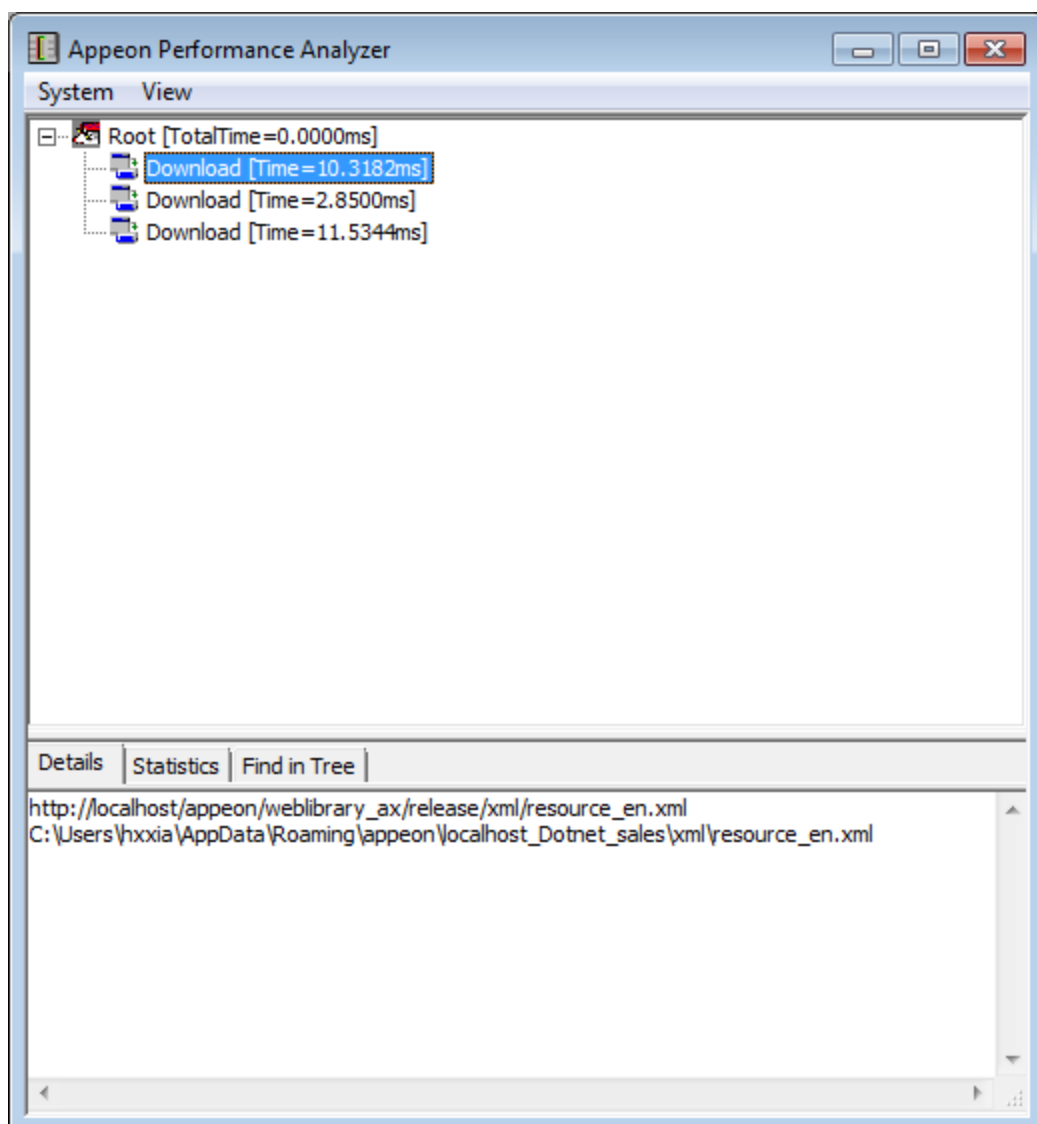 Appeon Performance Analyzer
System View
Root [TotalTime=0.0000ms]
Download [Time=10.3182ms]
Download [Time=2.8500ms]
Download [Time=11.5344ms]
Details Statistics Find in Tree
http://localhost/appeon/weblibrary_ax/release/xml/resource_en.xml
C:\Users\hxxia\AppData\Roaming\appeon\localhost_Dotnet_sales\xml\resource_en.xml